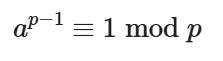 a^{p-1} ≡ 1 mod p